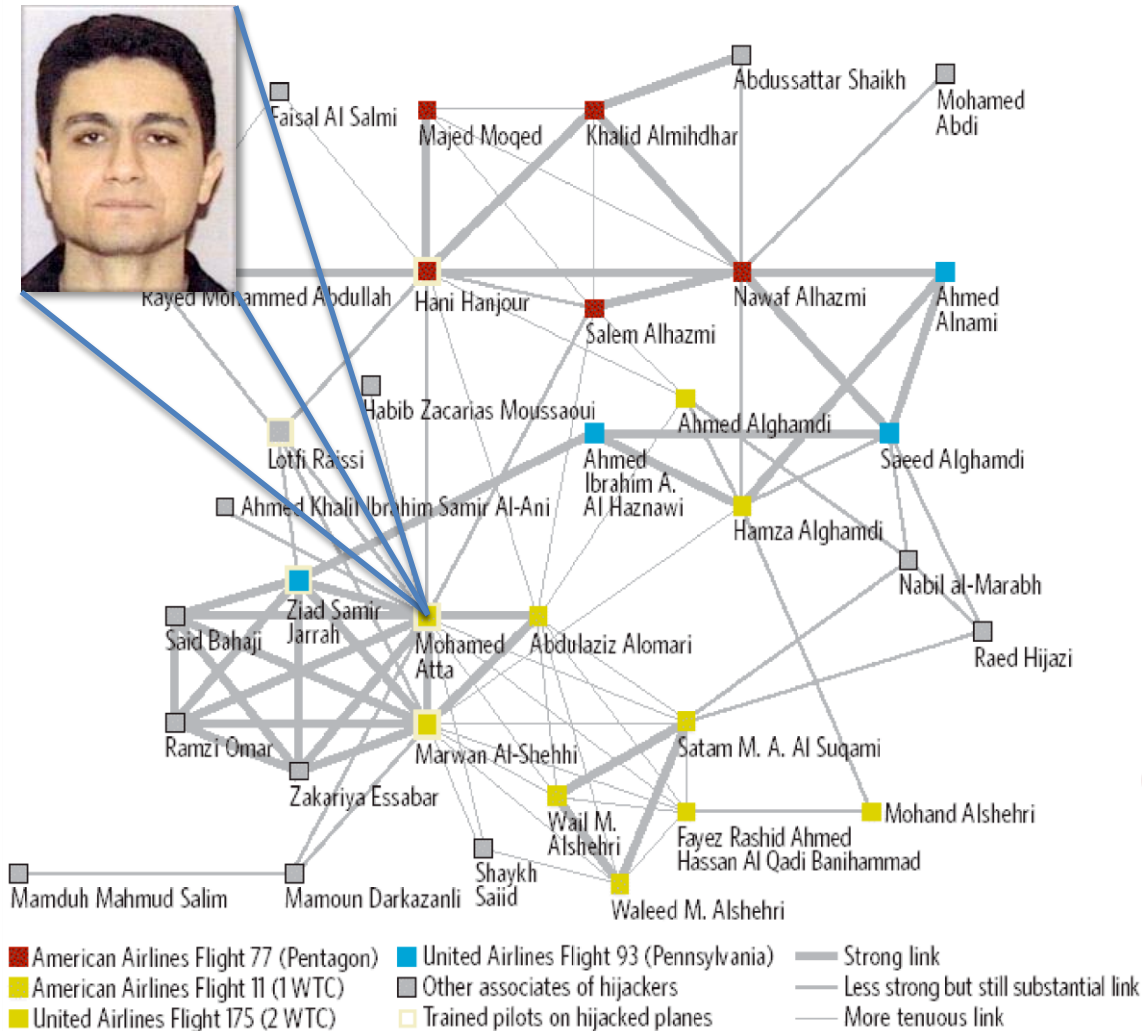 Abdussattar Shaikh
Mohamed
Abdi
Faisal Al Salmi
Majed Moqed
Khalid Almihdhar
Rayed Mohammed Abdullah
Hani Hanjour
Nawaf Alhazmi
Ahmed
Alnami
Salem Alhazmi
Habib Zacarias Moussaoui
Ahmed Alghamdi
Lotfi Raissi
Ahmed
Ibrahim A.
Al Haznawi
Saeed Alghamdi
Ahmed Khalil Ibrahim Samir Al-Ani
Hamza Alghamdi
Nabil al-Marabh
Ziad Samir
Jarrah
Said Bahaji
Mohamed
Atta
Abdulaziz Alomari
Raed Hijazi
Ramzi Omar
Marwan Al-Shehhi
Satam M. A. Al Suqami
Zakariya Essabar
Wail M.
Alshehri
Fayez Rashid Ahmed
Hassan Al Qadi Banihammad
Mohand Alshehri
Shaykh
Saiid
Mamduh Mahmud Salim
Mamoun Darkazanli
Waleed M. Alshehri
American Airlines Flight 77 (Pentagon)
American Airlines Flight 11 (1 WTC)
United Airlines Flight 175 (2 WTC)
United Airlines Flight 93 (Pennsylvania)
Other associates of hijackers
Trained pilots on hijacked planes
Strong link
Less strong but still substantial link
More tenuous link